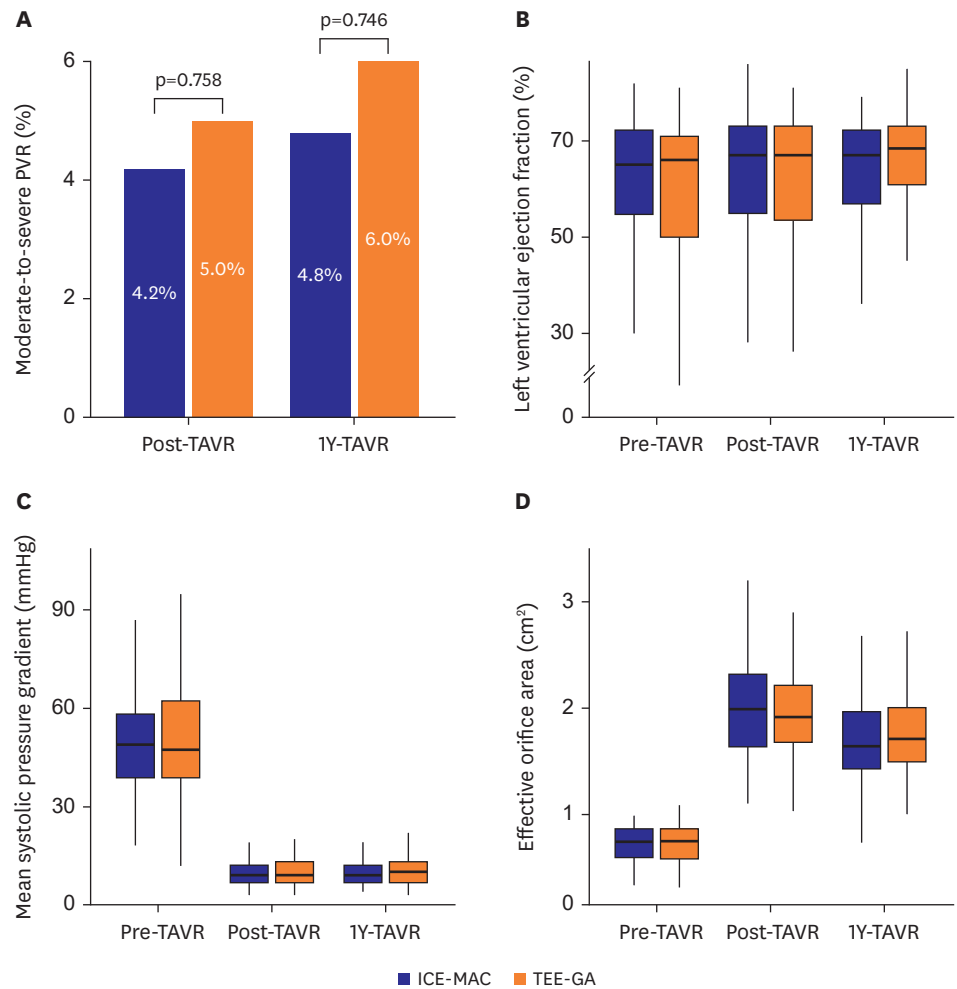 A
Moderate-to-severe PVR (%)
6
4
2
0
p=0.758
p=0.746
4.2%
5.0%
4.8%
6.0%
Post-TAVR
1Y-TAVR
B
Left ventricular ejection fraction (%)
70
50
30
0
Pre-TAVR
Post-TAVR
1Y-TAVR
C
Mean systolic pressure gradient (mmHg)
90
60
30
0
Pre-TAVR
Post-TAVR
1Y-TAVR
D
Effective orifice area (cm²)
3
2
1
0
Pre-TAVR
Post-TAVR
1Y-TAVR
ICE-MAC
TEE-GA